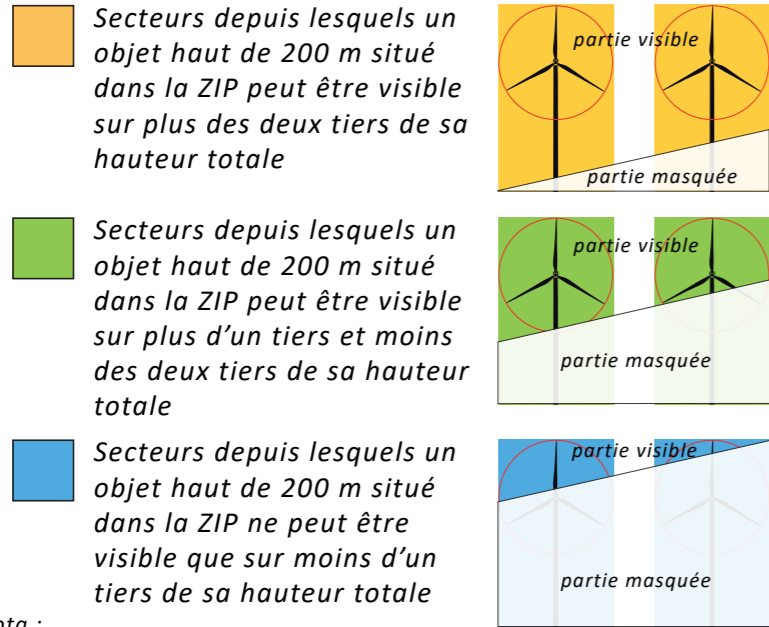 Secteurs depuis lesquels un
objet haut de 200 m situé
dans la ZIP peut être visible
sur plus des deux tiers de sa
hauteur totale
partie visible
partie masquée
Secteurs depuis lesquels un
objet haut de 200 m situé
dans la ZIP peut être visible
sur plus d’un tiers et moins
des deux tiers de sa hauteur
totale
partie visible
partie masquée
Secteurs depuis lesquels un
objet haut de 200 m situé
dans la ZIP ne peut être
visible que sur moins d’un
tiers de sa hauteur totale
partie visible
partie masquée